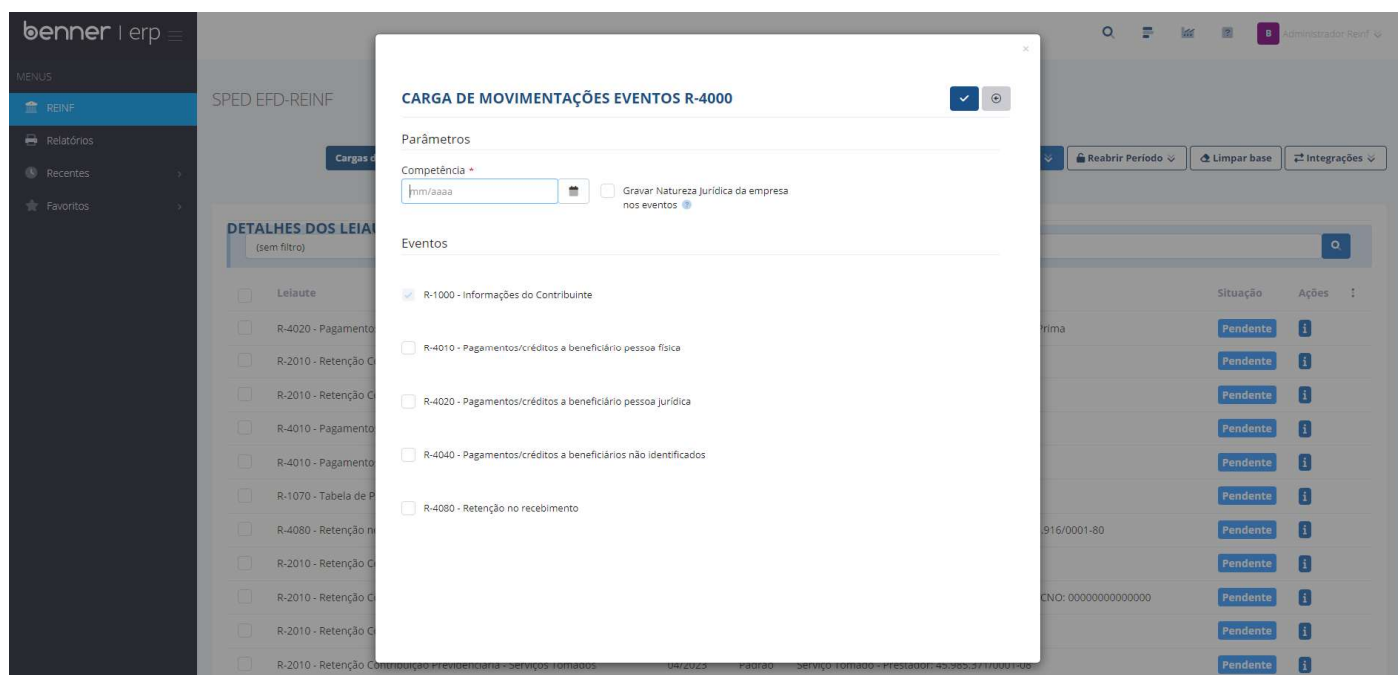 benner | erp
B Administrador Reinf
MENUS
REINF
Relatórios
Recentes
Favoritos
SPED EFD-REINF
Cargas d
Reabrir Período
Limpar base
Integrações
DETALHES DOS LEIAU
(sem filtro)
Leiaute Situação Ações
R-4020 - Pagamento Prima Pendente
R-2010 - Retenção C Pendente
R-2010 - Retenção C Pendente
R-4010 - Pagamento Pendente
R-4010 - Pagamento Pendente
R-1070 - Tabela de P Pendente
R-4080 - Retenção n .916/0001-80 Pendente
R-2010 - Retenção C Pendente
R-2010 - Retenção C CNO: 00000000000000 Pendente
R-2010 - Retenção C Pendente
R-2010 - Retenção Contribuição Previdenciária - Serviços Tomados 04/2023 Padrão Serviço Tomado - Prestador: 45.985.371/0001-08 Pendente
CARGA DE MOVIMENTAÇÕES EVENTOS R-4000
Parâmetros
Competência *
mm/aaaa
Gravar Natureza Jurídica da empresa
nos eventos
Eventos
R-1000 - Informações do Contribuinte
R-4010 - Pagamentos/créditos a beneficiário pessoa física
R-4020 - Pagamentos/créditos a beneficiário pessoa jurídica
R-4040 - Pagamentos/créditos a beneficiários não identificados
R-4080 - Retenção no recebimento